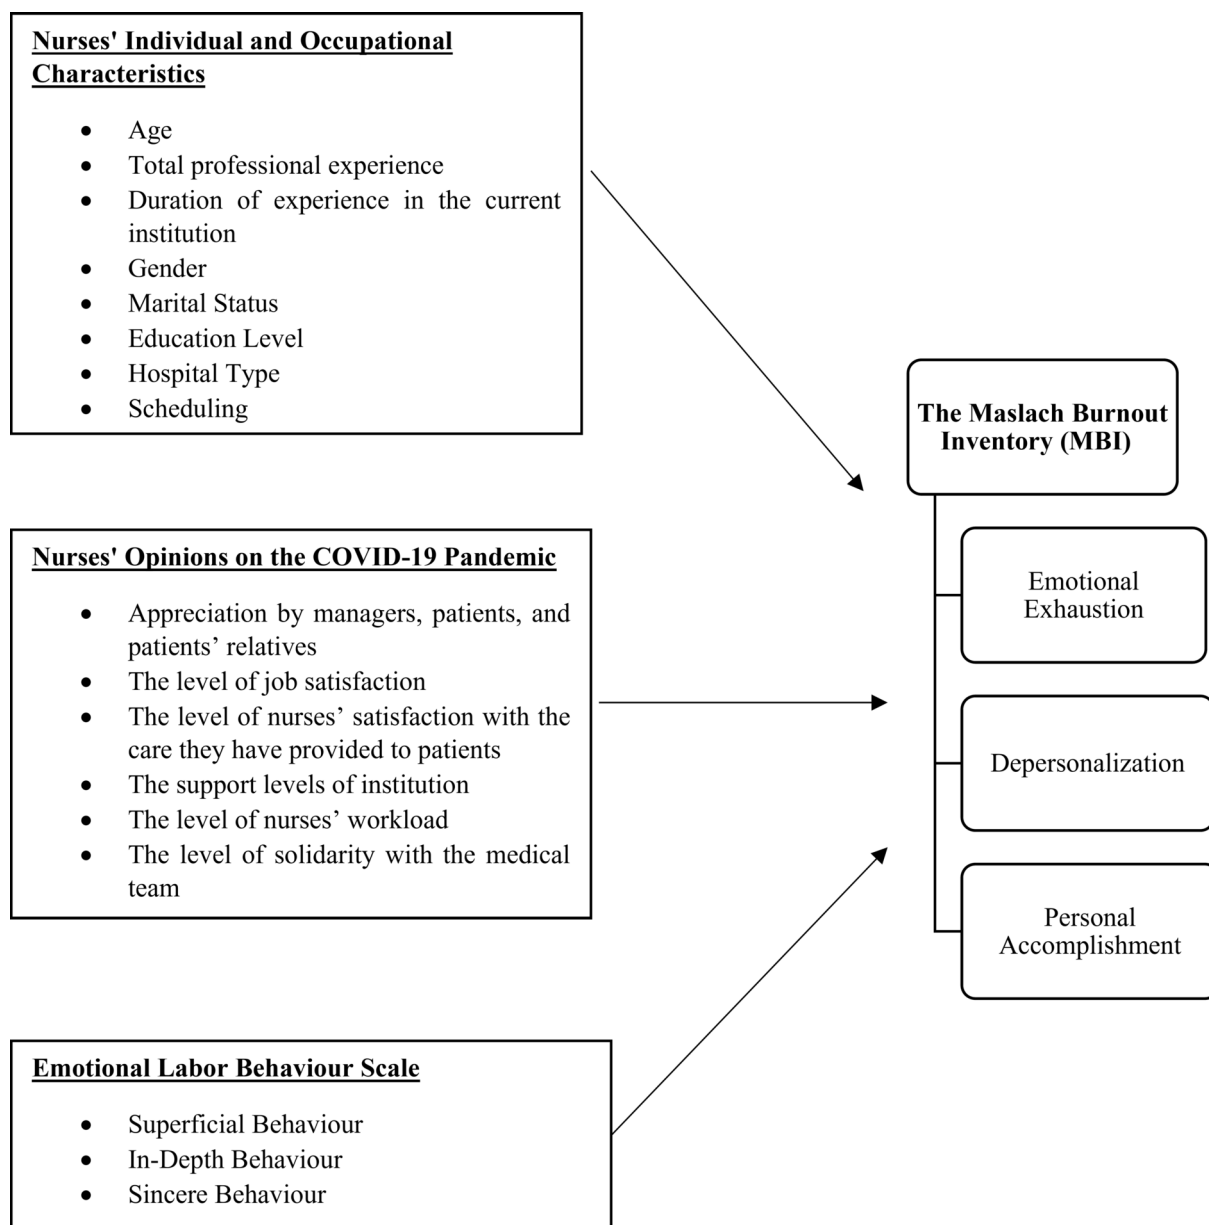 Nurses' Individual and Occupational
Characteristics
• Age
• Total professional experience
• Duration of experience in the current
institution
• Gender
• Marital Status
• Education Level
• Hospital Type
• Scheduling
Nurses' Opinions on the COVID-19 Pandemic
• Appreciation by managers, patients, and
patients’ relatives
• The level of job satisfaction
• The level of nurses’ satisfaction with the
care they have provided to patients
• The support levels of institution
• The level of nurses’ workload
• The level of solidarity with the medical
team
Emotional Labor Behaviour Scale
• Superficial Behaviour
• In-Depth Behaviour
• Sincere Behaviour
The Maslach Burnout
Inventory (MBI)
Emotional
Exhaustion
Depersonalization
Personal
Accomplishment